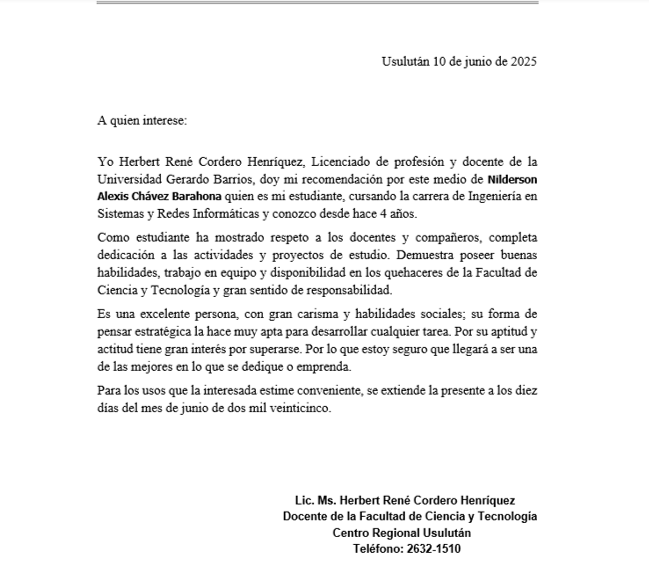 Usulután 10 de junio de 2025
A quien interese:
Yo Herbert René Cordero Henríquez, Licenciado de profesión y docente de la
Universidad Gerardo Barrios, doy mi recomendación por este medio de Nilderson
Alexis Chávez Barahona quien es mi estudiante, cursando la carrera de Ingeniería en
Sistemas y Redes Informáticas y conozco desde hace 4 años.
Como estudiante ha mostrado respeto a los docentes y compañeros, completa
dedicación a las actividades y proyectos de estudio. Demuestra poseer buenas
habilidades, trabajo en equipo y disponibilidad en los quehaceres de la Facultad de
Ciencia y Tecnología y gran sentido de responsabilidad.
Es una excelente persona, con gran carisma y habilidades sociales; su forma de
pensar estratégica la hace muy apta para desarrollar cualquier tarea. Por su aptitud y
actitud tiene gran interés por superarse. Por lo que estoy seguro que llegará a ser una
de las mejores en lo que se dedique o emprenda.
Para los usos que la interesada estime conveniente, se extiende la presente a los diez
días del mes de junio de dos mil veinticinco.
Lic. Ms. Herbert René Cordero Henríquez
Docente de la Facultad de Ciencia y Tecnología
Centro Regional Usulután
Teléfono: 2632-1510